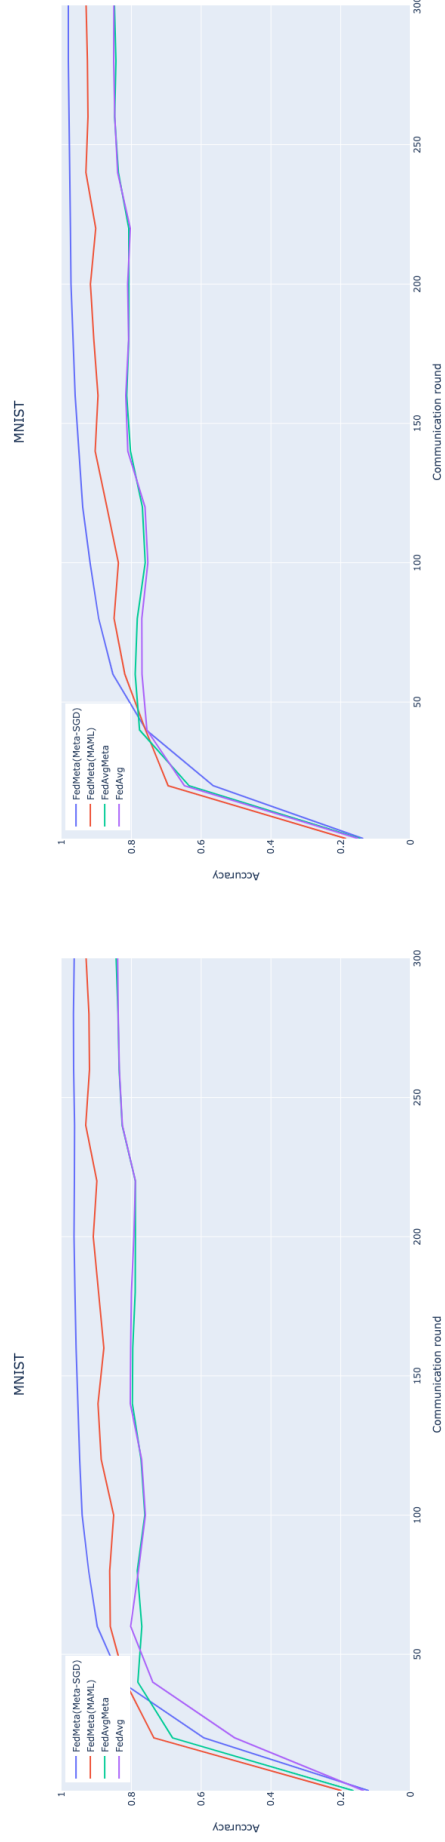 MNIST
1
0.8
0.6
0.4
0.2
0
Accuracy
FedMeta(Meta-SGD)
FedMeta(MAML)
FedAvgMeta
FedAvg
50
100
150
200
250
300
Communication round
MNIST
1
0.8
0.6
0.4
0.2
0
Accuracy
FedMeta(Meta-SGD)
FedMeta(MAML)
FedAvgMeta
FedAvg
50
100
150
200
250
300
Communication round